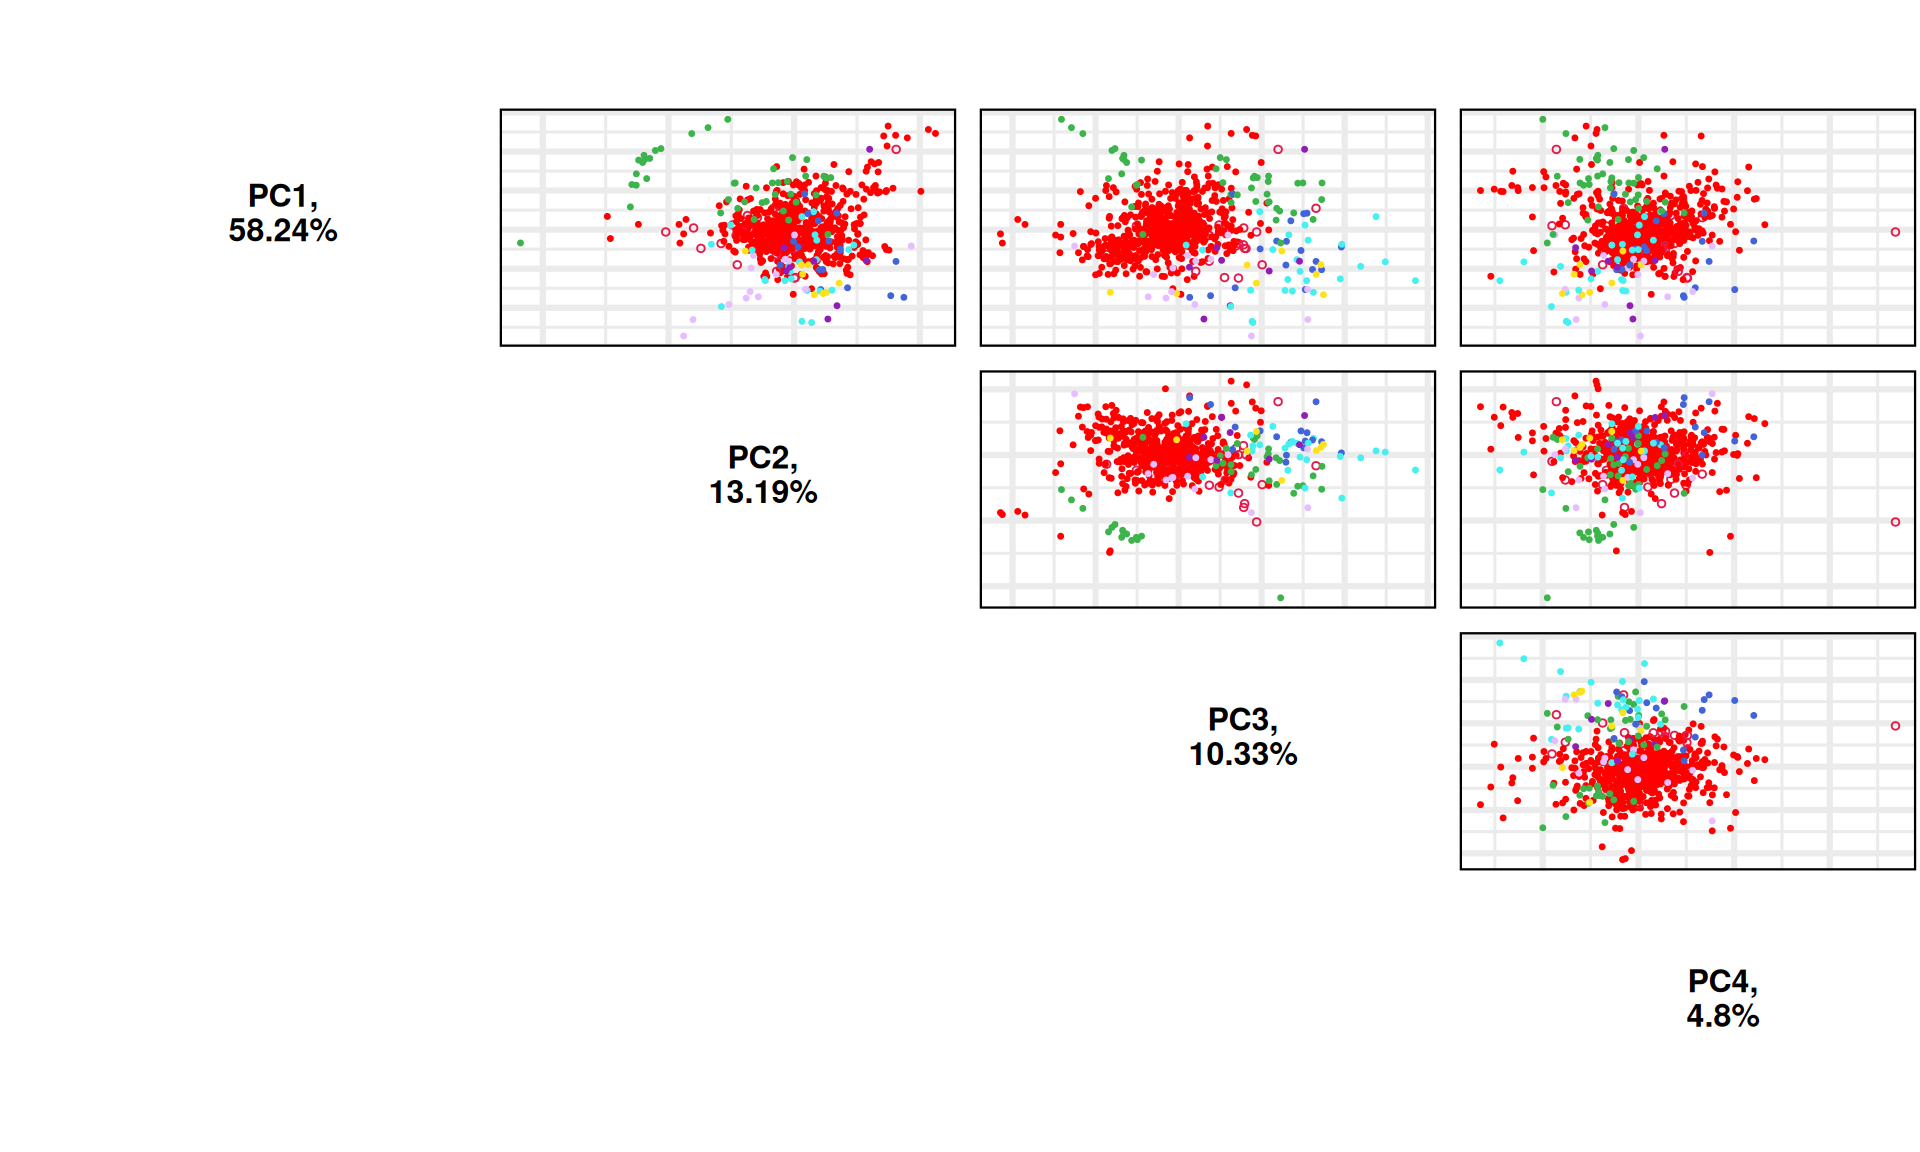 PC1,
58.24%
PC2,
13.19%
PC3,
10.33%
PC4,
4.8%